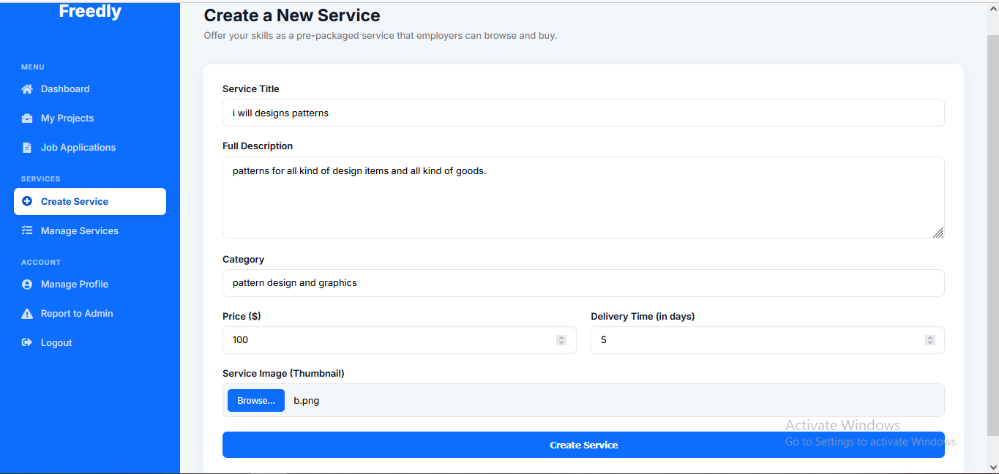 Freedly
MENU
Dashboard
My Projects
Job Applications
SERVICES
Create Service
Manage Services
ACCOUNT
Manage Profile
Report to Admin
Logout
Create a New Service
Offer your skills as a pre-packaged service that employers can browse and buy.
Service Title
i will designs patterns
Full Description
patterns for all kind of design items and all kind of goods.
Category
pattern design and graphics
Price ($) Delivery Time (in days)
100 5
Service Image (Thumbnail)
Browse... b.png
Create Service
Activate Windows
Go to Settings to activate Windows.